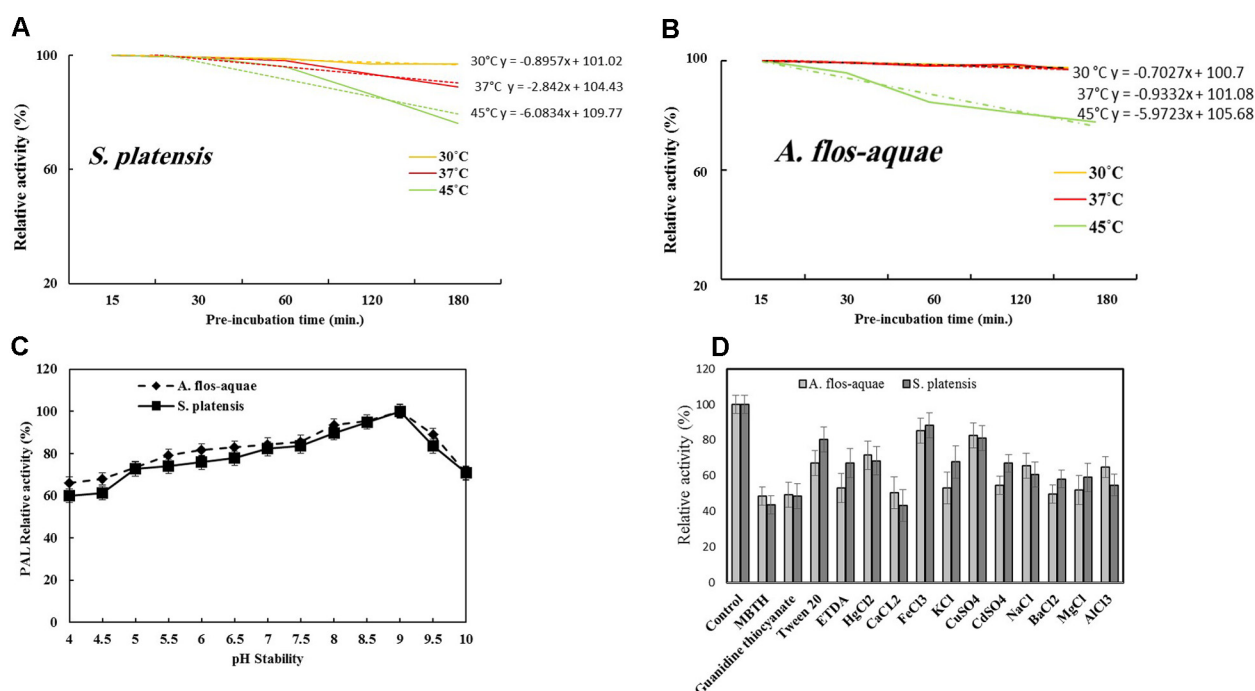 A
100
60
20
Relative activity (%)
S. platensis
30°C y = -0.8957x + 101.02
37°C y = -2.842x + 104.43
45°C y = -6.0834x + 109.77
30°C
37°C
45°C
15 30 60 120 180
Pre-incubation time (min.)
B
100
60
20
Relative activity (%)
A. flos-aquae
30 °C y = -0.7027x + 100.7
37°C y = -0.9332x + 101.08
45°C y = -5.9723x + 105.68
30°C
37°C
45°C
15 30 60 120 180
Pre-incubation time (min.)
C
120
100
80
60
40
20
0
PAL Relative activity (%)
A. flos-aquae
S. platensis
4 4.5 5 5.5 6 6.5 7 7.5 8 8.5 9 9.5 10
pH Stability
D
120
100
80
60
40
20
0
Relative activity (%)
A. flos-aquae S. platensis
Control
MBTH
Guanidine thiocyanate
Tween 20
ETDA
HgCl2
CaCL2
FeCl3
KCl
CuSO4
CdSO4
NaCl
BaCl2
MgCl
AlCl3